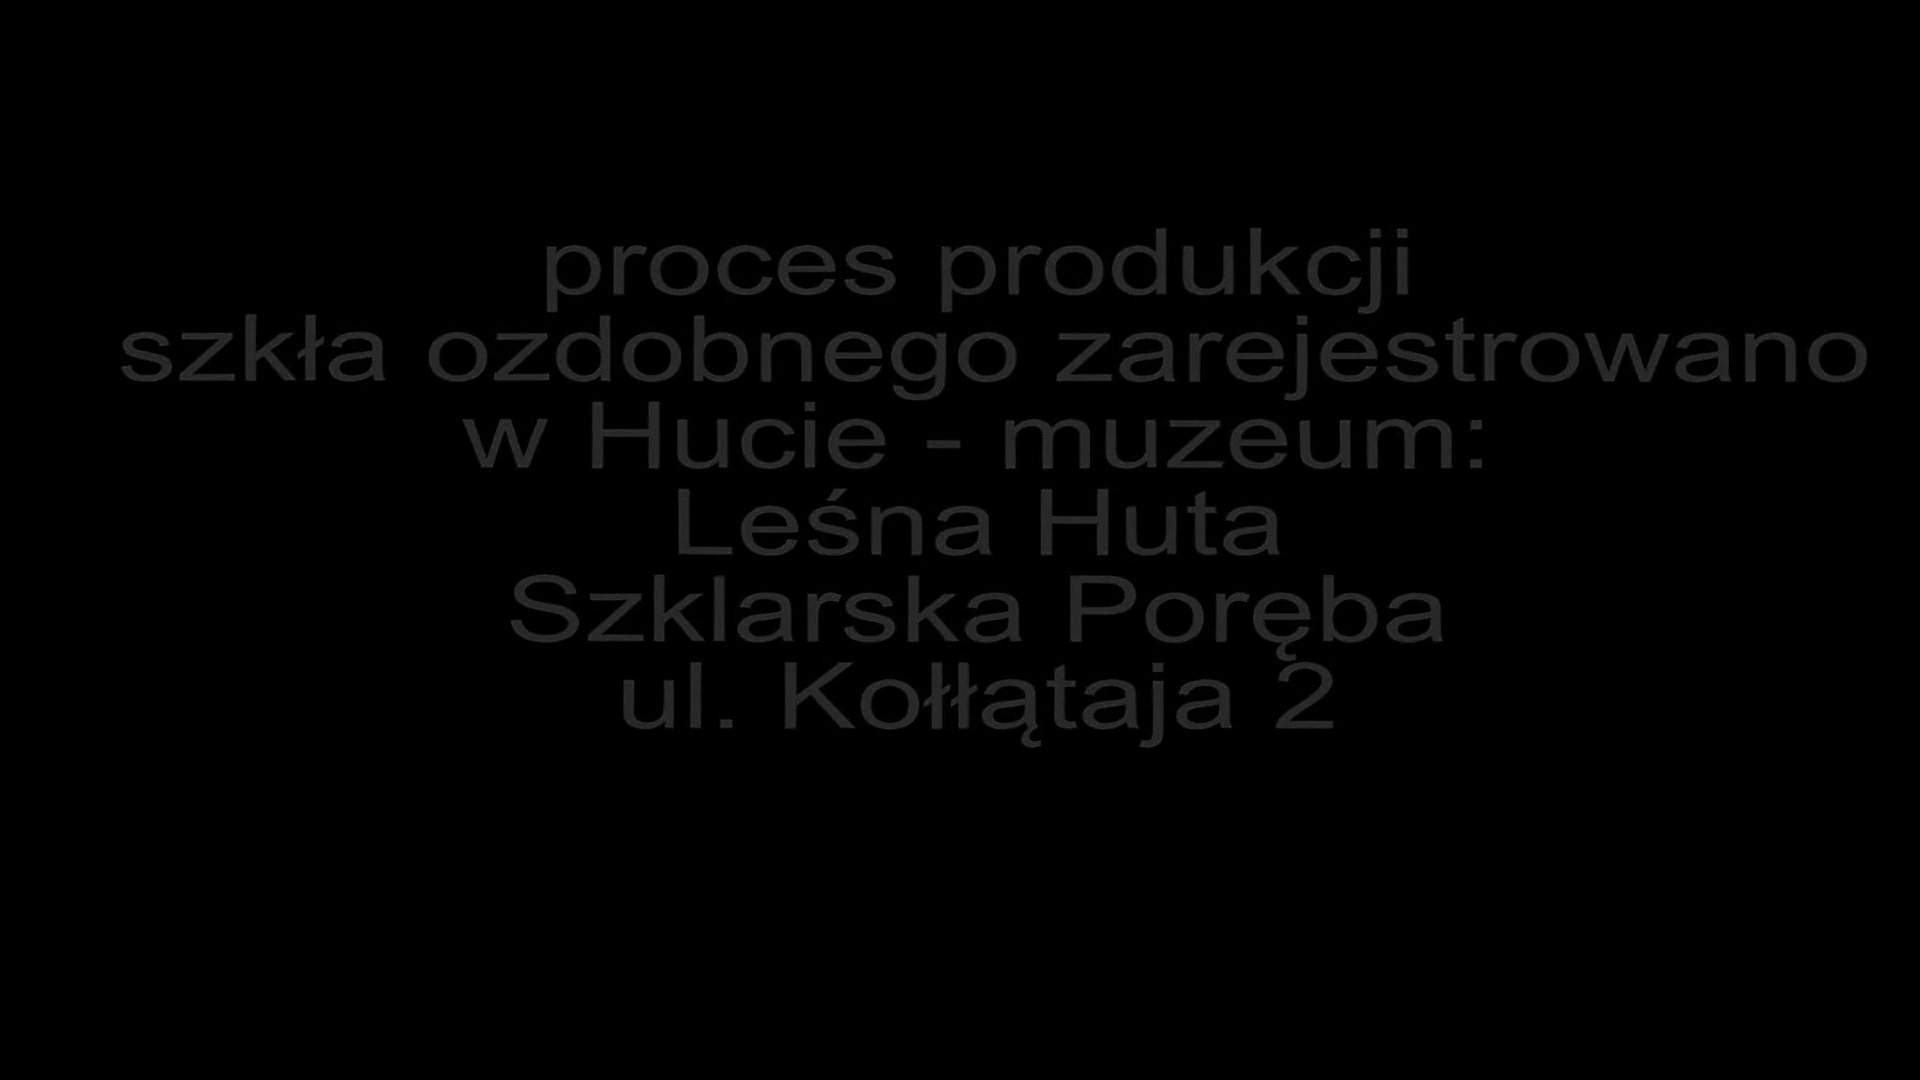 proces produkcji
szkła ozdobnego zarejestrowano
w Hucie - muzeum:
Leśna Huta
Szklarska Poręba
ul. Kołłątaja 2